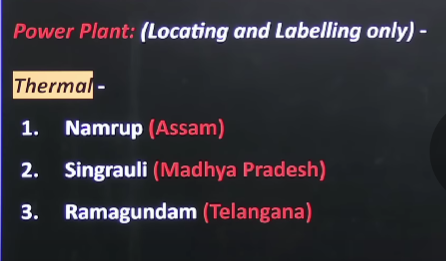 Power Plant: (Locating and Labelling only) -
Thermal -
1. Namrup (Assam)
2. Singrauli (Madhya Pradesh)
3. Ramagundam (Telangana)